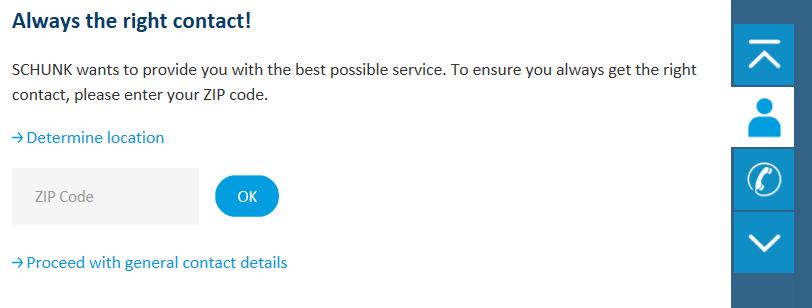 Always the right contact!
SCHUNK wants to provide you with the best possible service. To ensure you always get the right
contact, please enter your ZIP code.
→ Determine location
ZIP Code
OK
→ Proceed with general contact details